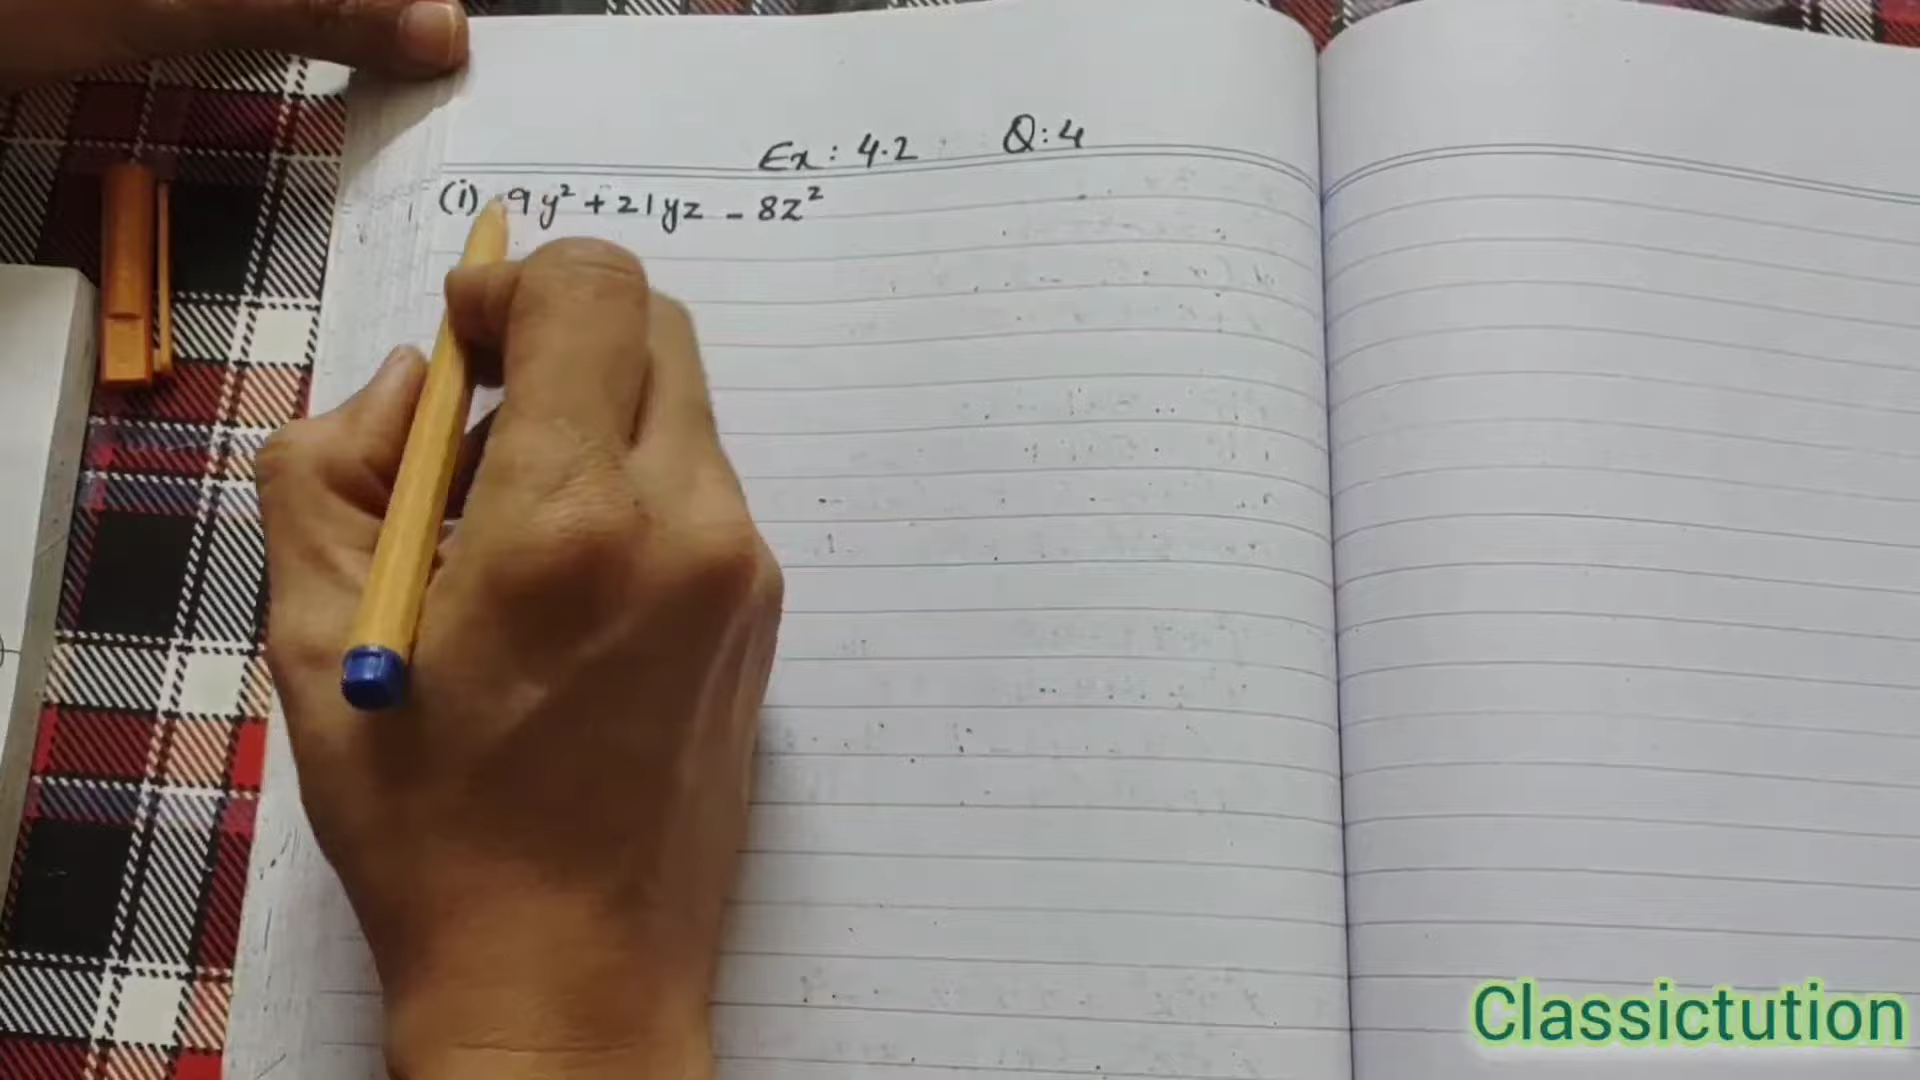 Ex: 4.2 Q:4
(i) 9y² + 21yz - 8z²
Classictution